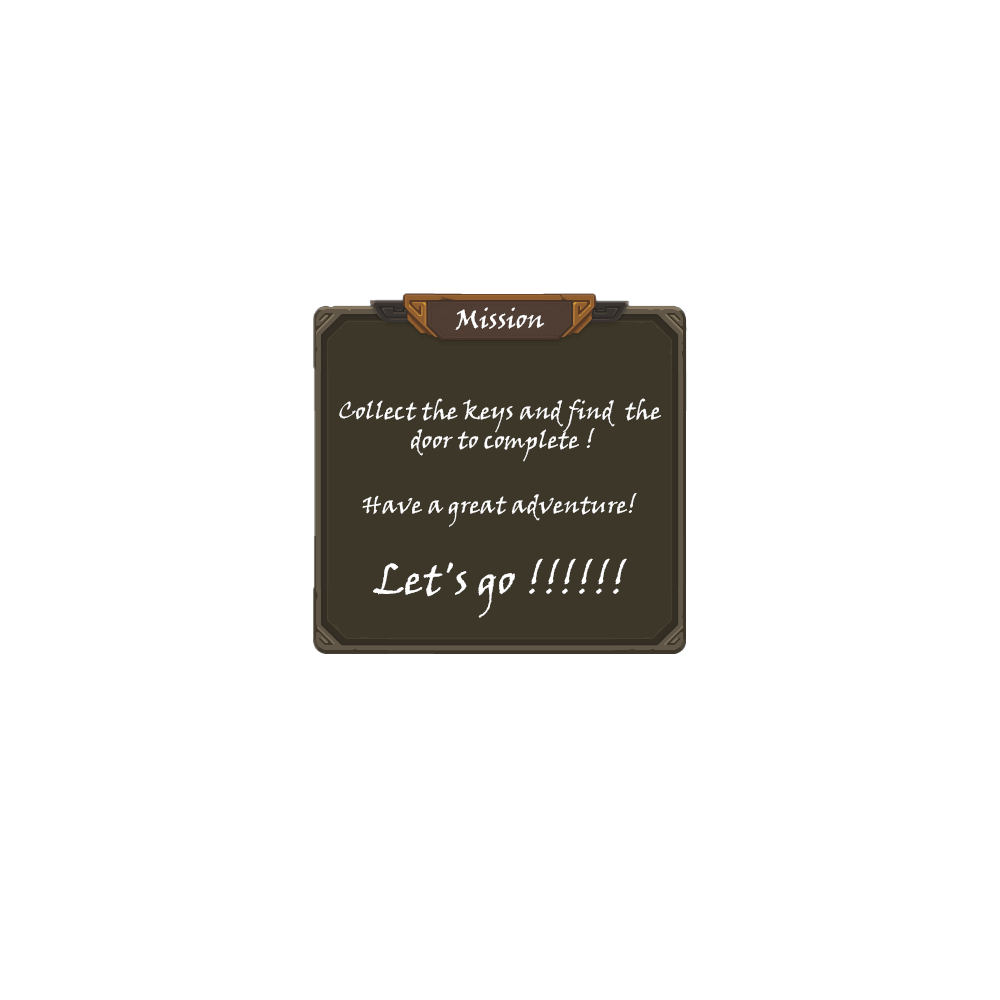 Mission
Collect the keys and find the
door to complete !
Have a great adventure!
Let's go !!!!!!